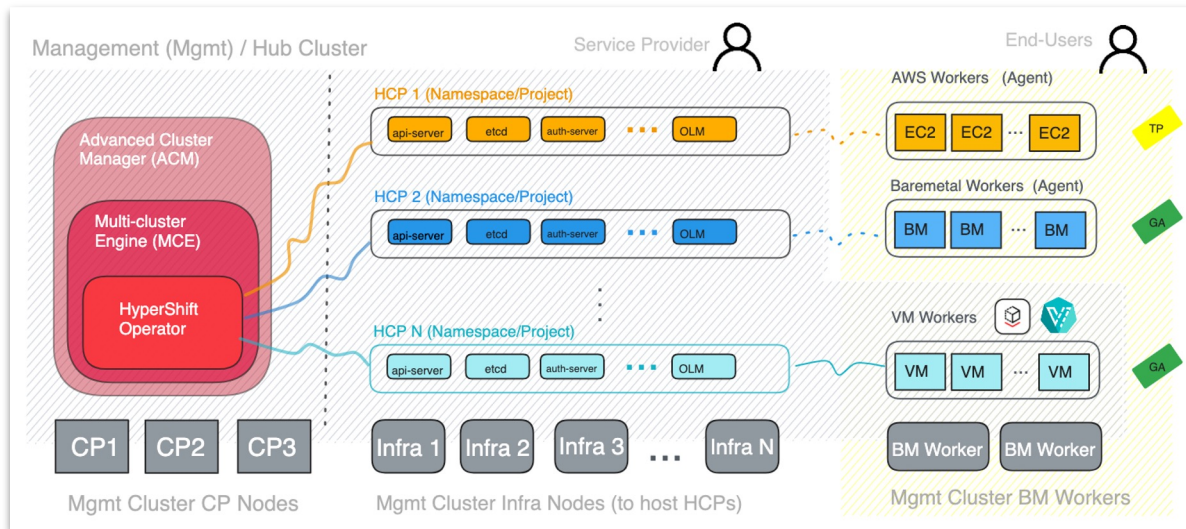 Management (Mgmt) / Hub Cluster
Service Provider
End-Users
Advanced Cluster
Manager (ACM)
Multi-cluster
Engine (MCE)
HyperShift
Operator
HCP 1 (Namespace/Project)
api-server
etcd
auth-server
OLM
AWS Workers (Agent)
EC2
EC2
...
EC2
TP
HCP 2 (Namespace/Project)
api-server
etcd
auth-server
OLM
Baremetal Workers (Agent)
BM
BM
...
BM
GA
HCP N (Namespace/Project)
api-server
etcd
auth-server
OLM
VM Workers
VM
VM
...
VM
GA
CP1
CP2
CP3
Mgmt Cluster CP Nodes
Infra 1
Infra 2
Infra 3
...
Infra N
Mgmt Cluster Infra Nodes (to host HCPs)
BM Worker
BM Worker
Mgmt Cluster BM Workers